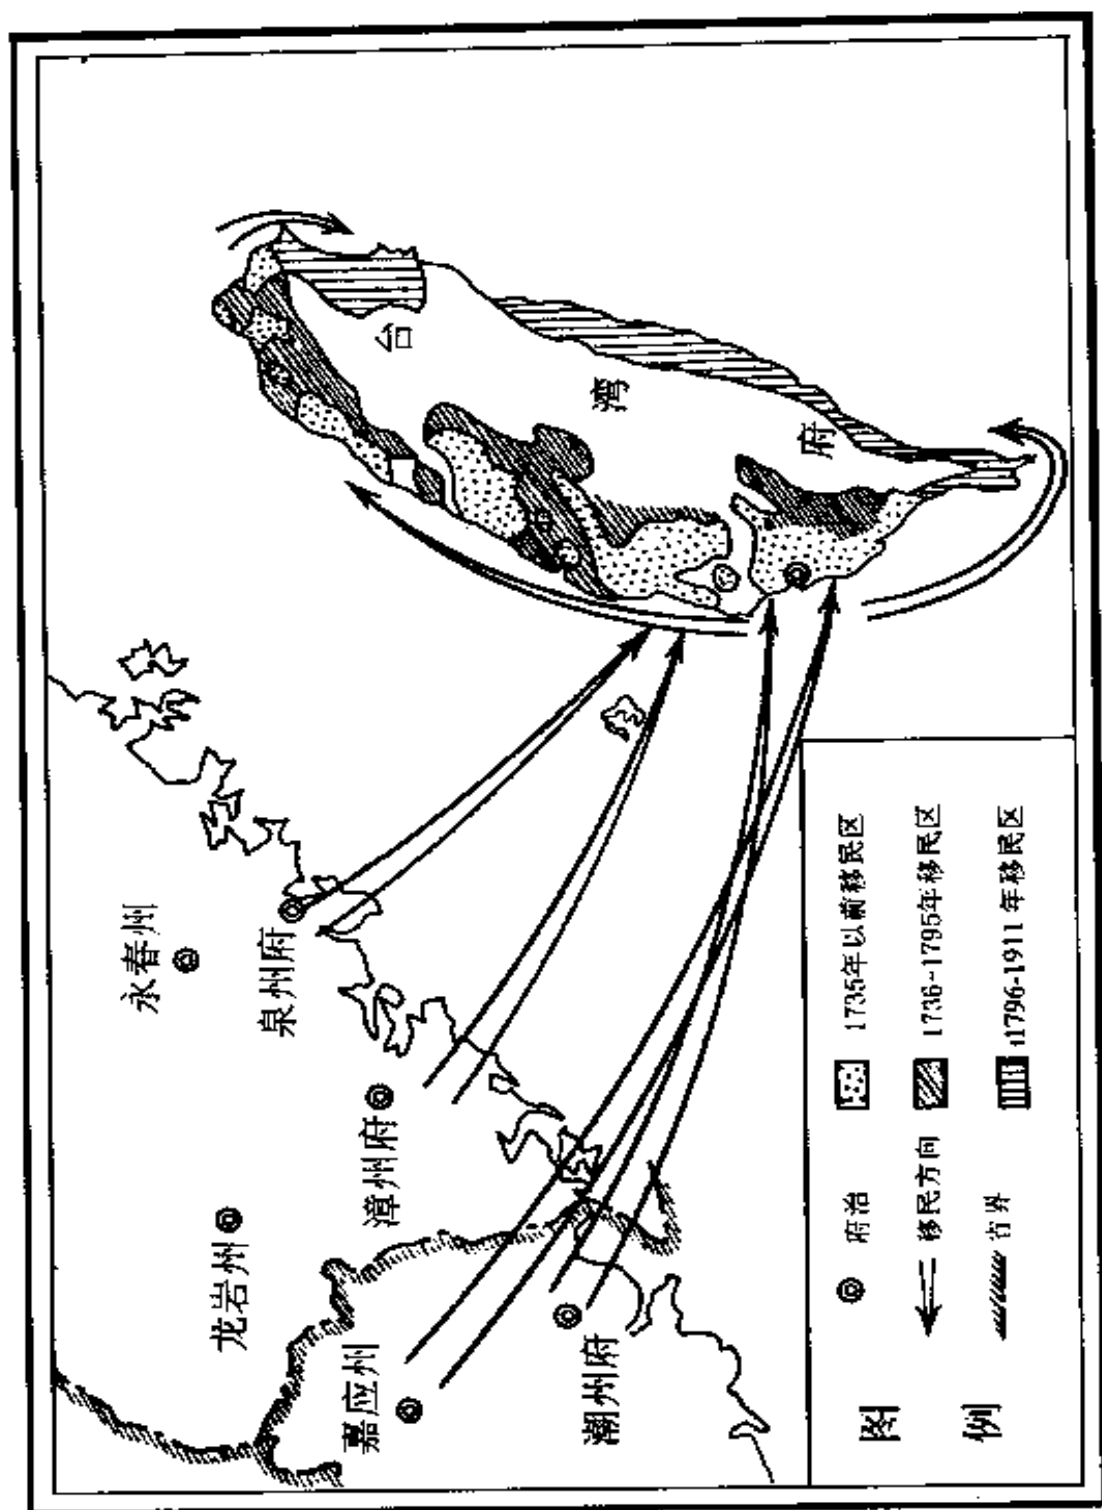 永春州
龙岩州
泉州府
嘉应州
漳州府
潮州府
台湾府
图例
府治
1735年以前移民区
移民方向
1736-1795年移民区
省界
1796-1911年移民区